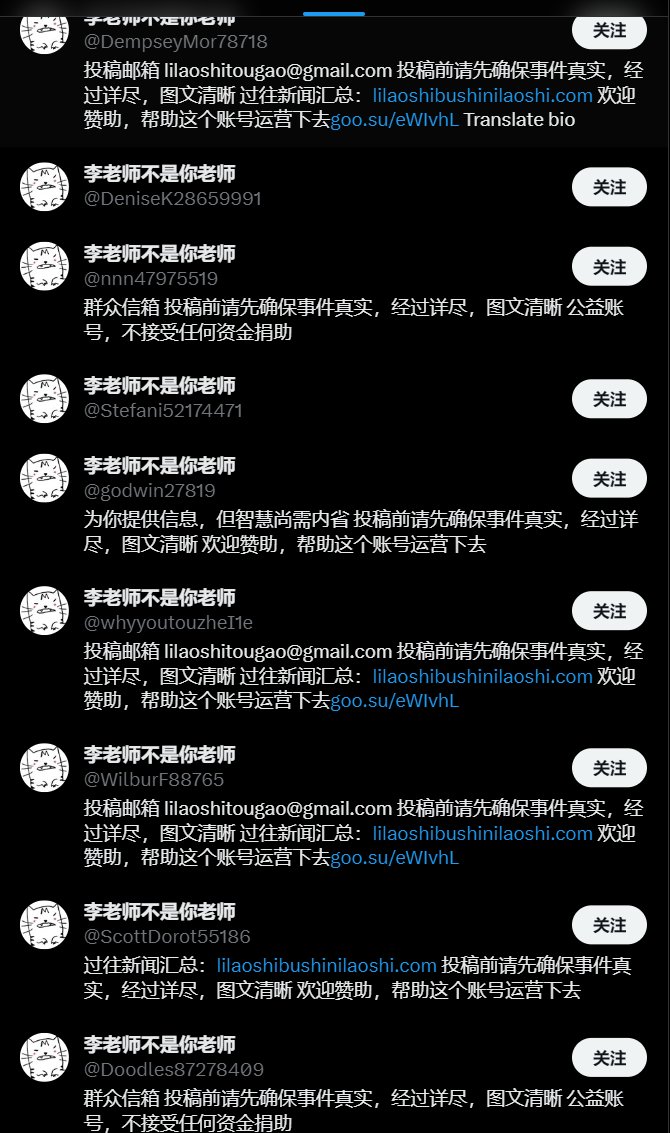 李老师不是你老师
关注
@DempseyMor78718
投稿邮箱 lilaoshitougao@gmail.com 投稿前请先确保事件真实，经
过详尽，图文清晰 过往新闻汇总：lilaoshibushinilaoshi.com 欢迎
赞助，帮助这个账号运营下去goo.su/eWIvhL Translate bio
李老师不是你老师
关注
@DeniseK28659991
李老师不是你老师
关注
@nnn47975519
群众信箱 投稿前请先确保事件真实，经过详尽，图文清晰 公益账
号，不接受任何资金捐助
李老师不是你老师
关注
@Stefani52174471
李老师不是你老师
关注
@godwin27819
为你提供信息，但智慧尚需内省 投稿前请先确保事件真实，经过详
尽，图文清晰 欢迎赞助，帮助这个账号运营下去
李老师不是你老师
关注
@whyyoutouzheI1e
投稿邮箱 lilaoshitougao@gmail.com 投稿前请先确保事件真实，经
过详尽，图文清晰 过往新闻汇总：lilaoshibushinilaoshi.com 欢迎
赞助，帮助这个账号运营下去goo.su/eWIvhL
李老师不是你老师
关注
@WilburF88765
投稿邮箱 lilaoshitougao@gmail.com 投稿前请先确保事件真实，经
过详尽，图文清晰 过往新闻汇总：lilaoshibushinilaoshi.com 欢迎
赞助，帮助这个账号运营下去goo.su/eWIvhL
李老师不是你老师
关注
@ScottDorot55186
过往新闻汇总：lilaoshibushinilaoshi.com 投稿前请先确保事件真
实，经过详尽，图文清晰 欢迎赞助，帮助这个账号运营下去
李老师不是你老师
关注
@Doodles87278409
群众信箱 投稿前请先确保事件真实，经过详尽，图文清晰 公益账
号，不接受任何资金捐助